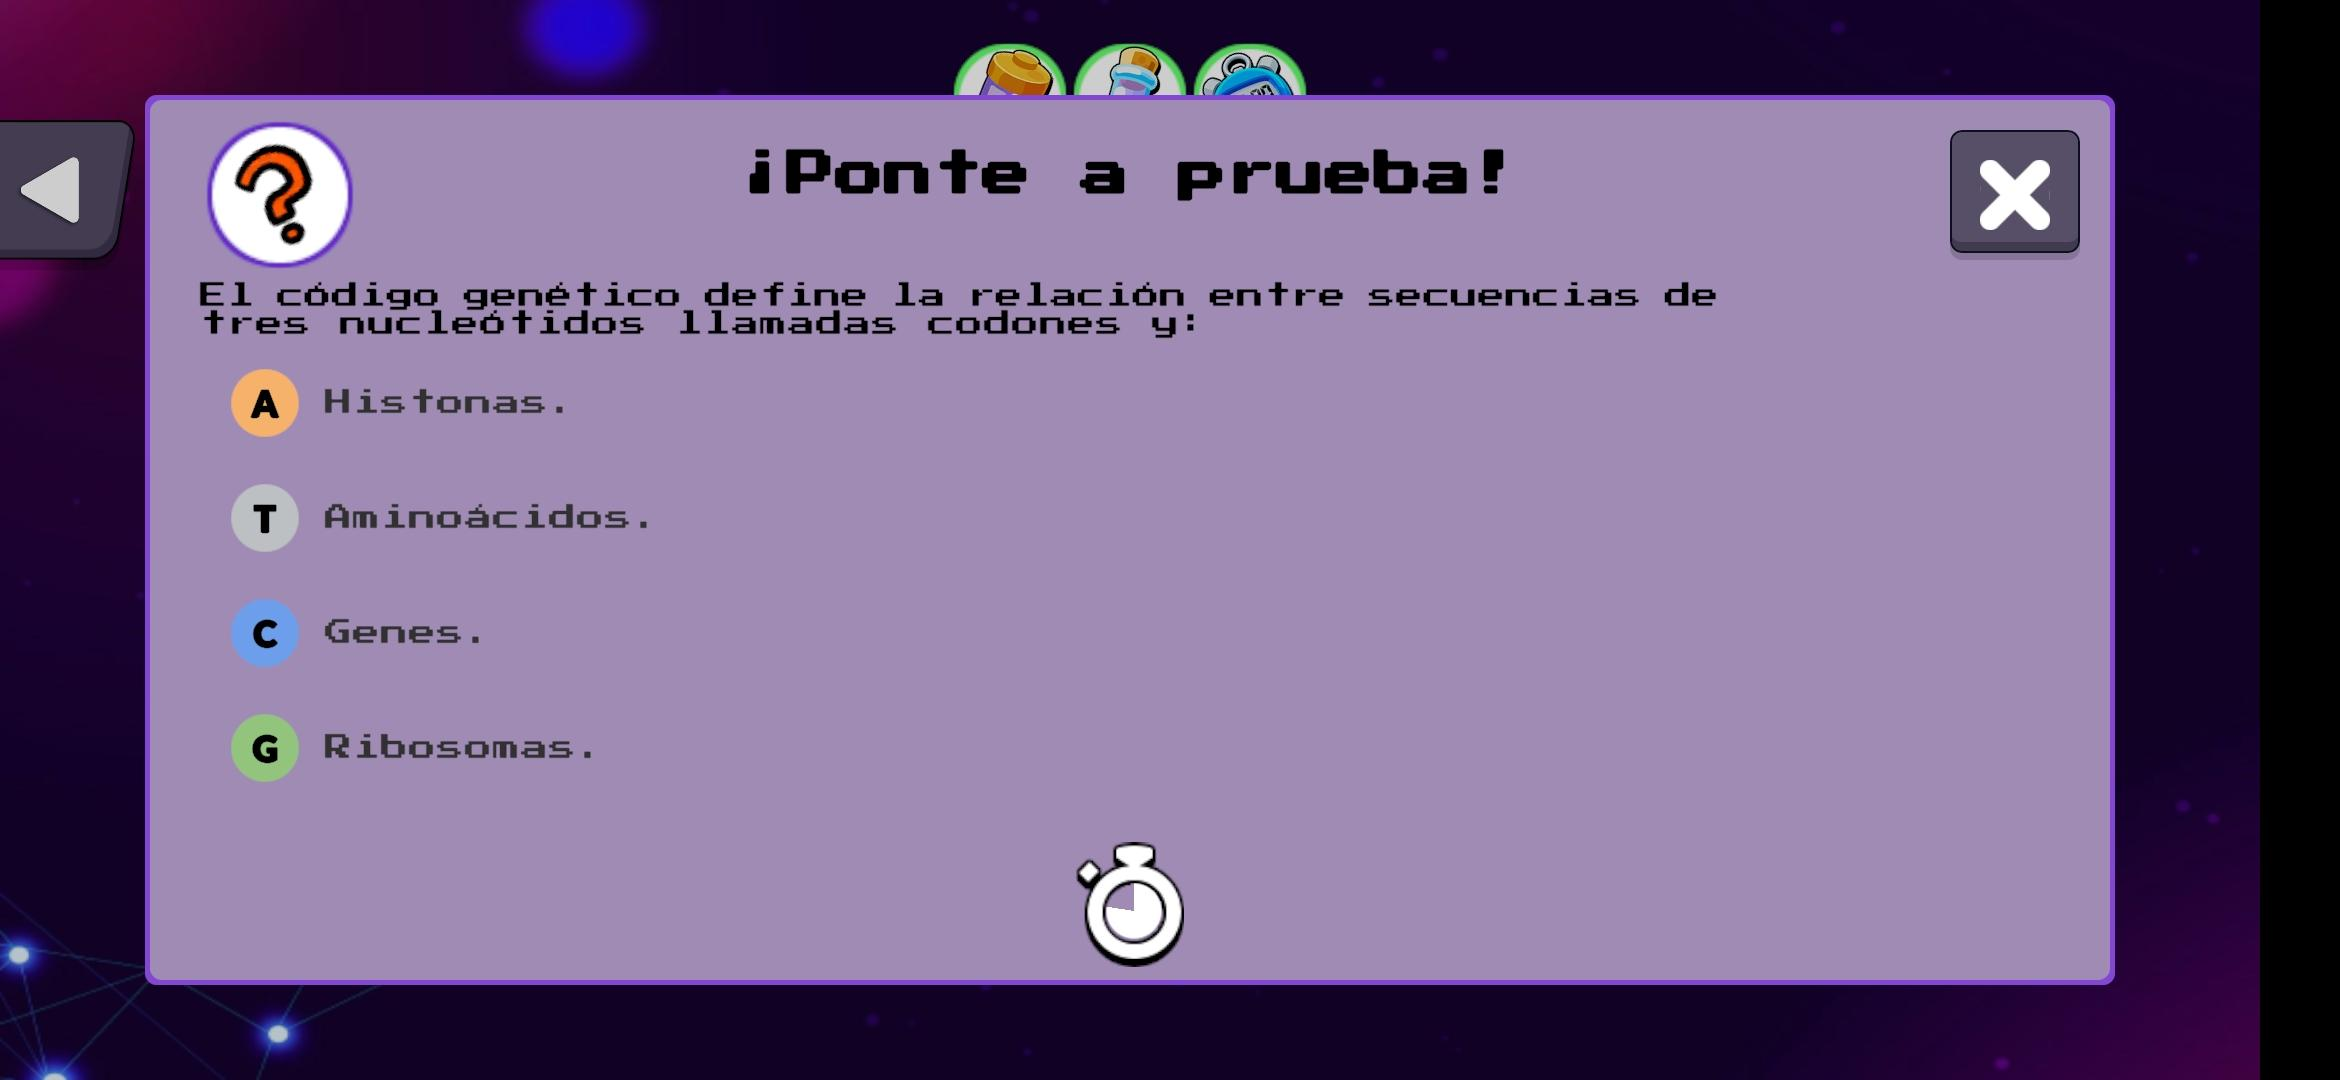 ¡Ponte a prueba!
El código genético define la relación entre secuencias de
tres nucleótidos llamadas codones y:
A Histonas.
T Aminoácidos.
C Genes.
G Ribosomas.